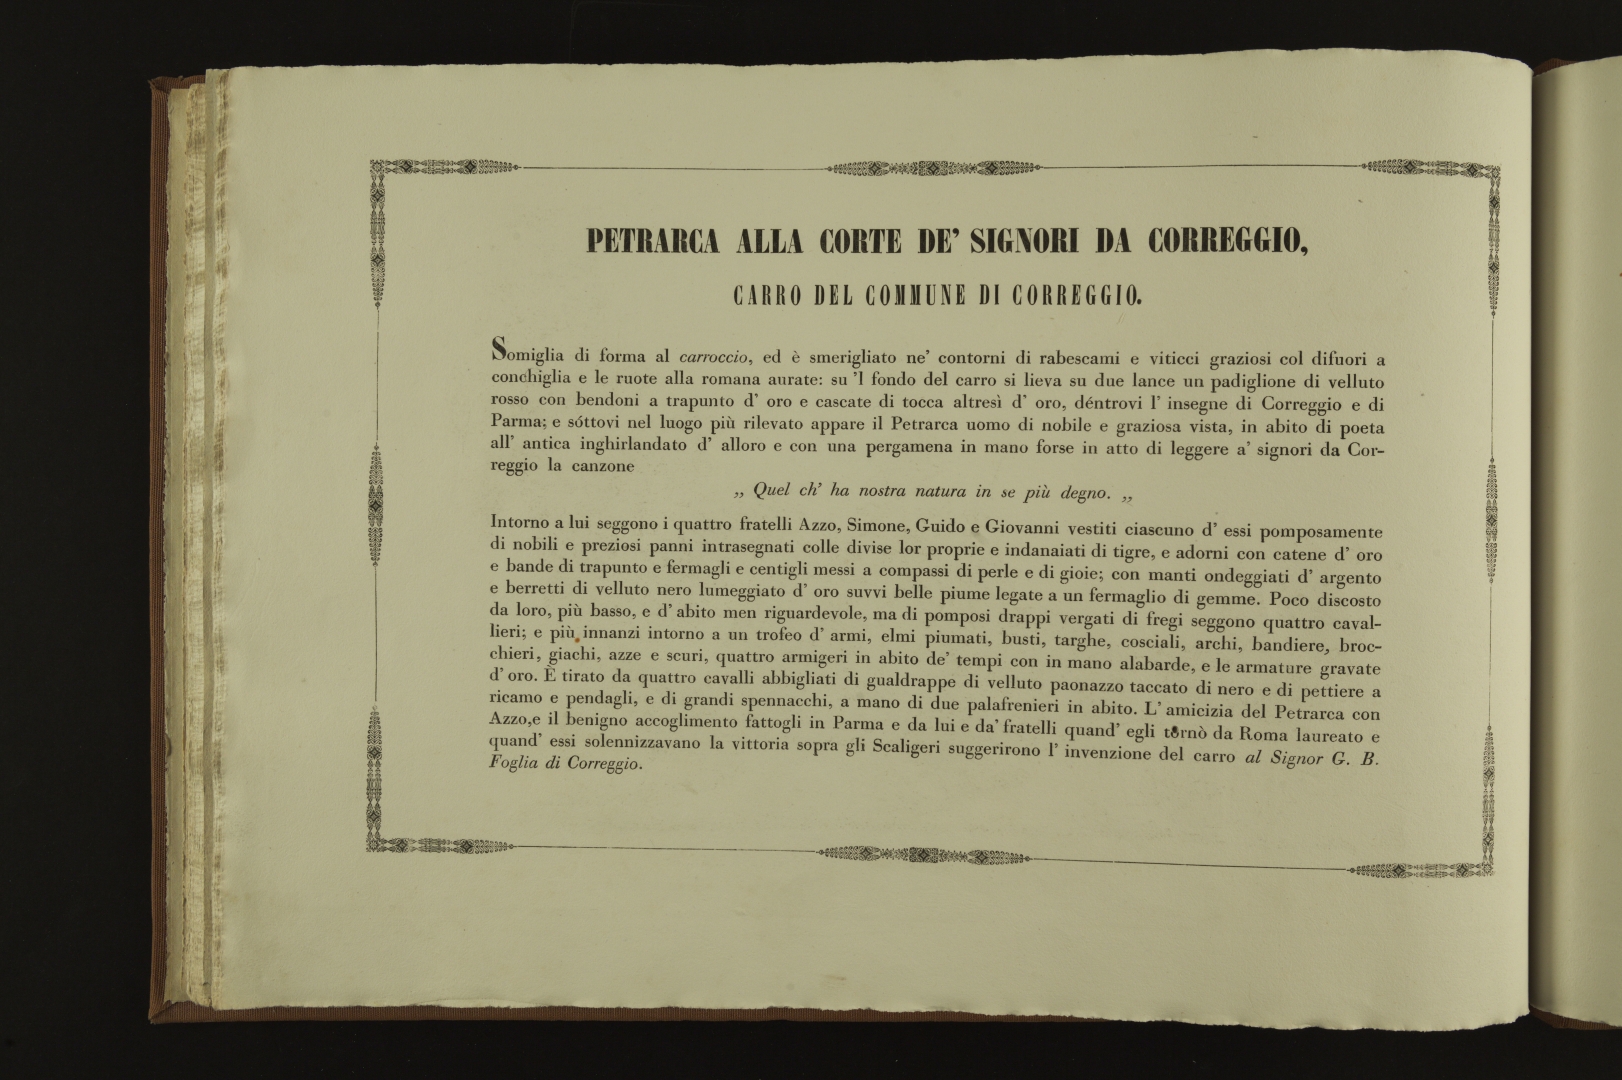 PETRARCA ALLA CORTE DE' SIGNORI DA CORREGGIO,
CARRO DEL COMMUNE DI CORREGGIO.
Somiglia di forma al carroccio, ed è smerigliato ne' contorni di rabescami e viticci graziosi col difuori a
conchiglia e le ruote alla romana aurate: su 'l fondo del carro si lieva su due lance un padiglione di velluto
rosso con bendoni a trapunto d' oro e cascate di tocca altresì d' oro, déntrovi l' insegne di Correggio e di
Parma; e sóttovi nel luogo più rilevato appare il Petrarca uomo di nobile e graziosa vista, in abito di poeta
all' antica inghirlandato d' alloro e con una pergamena in mano forse in atto di leggere a' signori da Cor-
reggio la canzone
„ Quel ch' ha nostra natura in se più degno. „
Intorno a lui seggono i quattro fratelli Azzo, Simone, Guido e Giovanni vestiti ciascuno d' essi pomposamente
di nobili e preziosi panni intrasegnati colle divise lor proprie e indanaiati di tigre, e adorni con catene d' oro
e bande di trapunto e fermagli e centigli messi a compassi di perle e di gioie; con manti ondeggiati d' argento
e berretti di velluto nero lumeggiato d' oro suvvi belle piume legate a un fermaglio di gemme. Poco discosto
da loro, più basso, e d' abito men riguardevole, ma di pomposi drappi vergati di fregi seggono quattro caval-
lieri; e più innanzi intorno a un trofeo d' armi, elmi piumati, busti, targhe, cosciali, archi, bandiere, broc-
chieri, giachi, azze e scuri, quattro armigeri in abito de' tempi con in mano alabarde, e le armature gravate
d' oro. È tirato da quattro cavalli abbigliati di gualdrappe di velluto paonazzo taccato di nero e di pettiere a
ricamo e pendagli, e di grandi spennacchi, a mano di due palafrenieri in abito. L' amicizia del Petrarca con
Azzo,e il benigno accoglimento fattogli in Parma e da lui e da' fratelli quand' egli tornò da Roma laureato e
quand' essi solennizzavano la vittoria sopra gli Scaligeri suggerirono l' invenzione del carro al Signor G. B.
Foglia di Correggio.